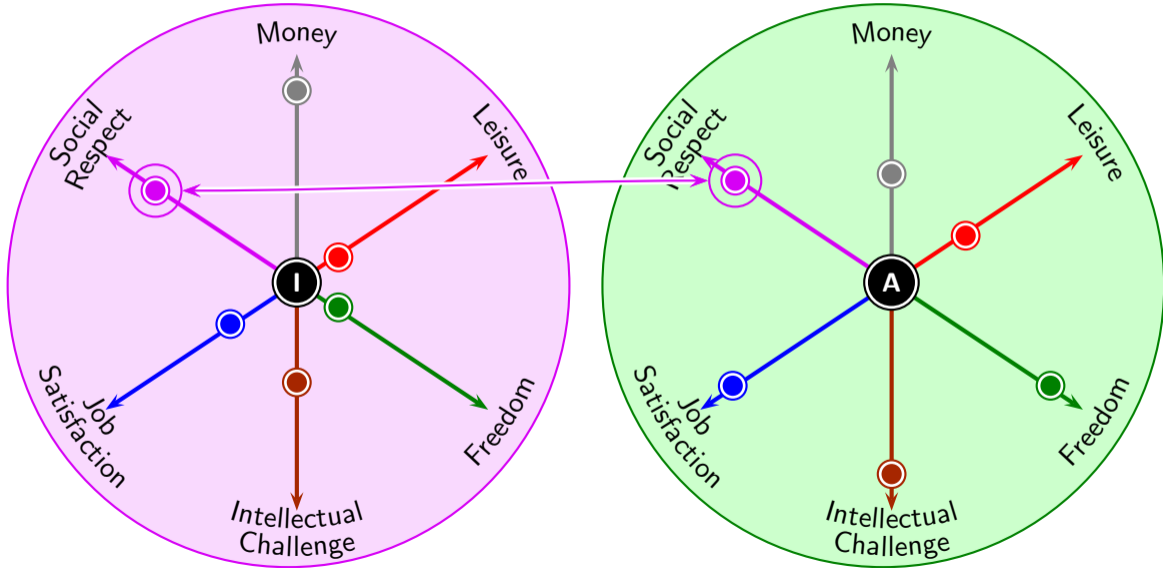 Money
Social
Respect
Leisure
I
Job
Satisfaction
Freedom
Intellectual
Challenge
Money
Social
Respect
Leisure
A
Job
Satisfaction
Freedom
Intellectual
Challenge